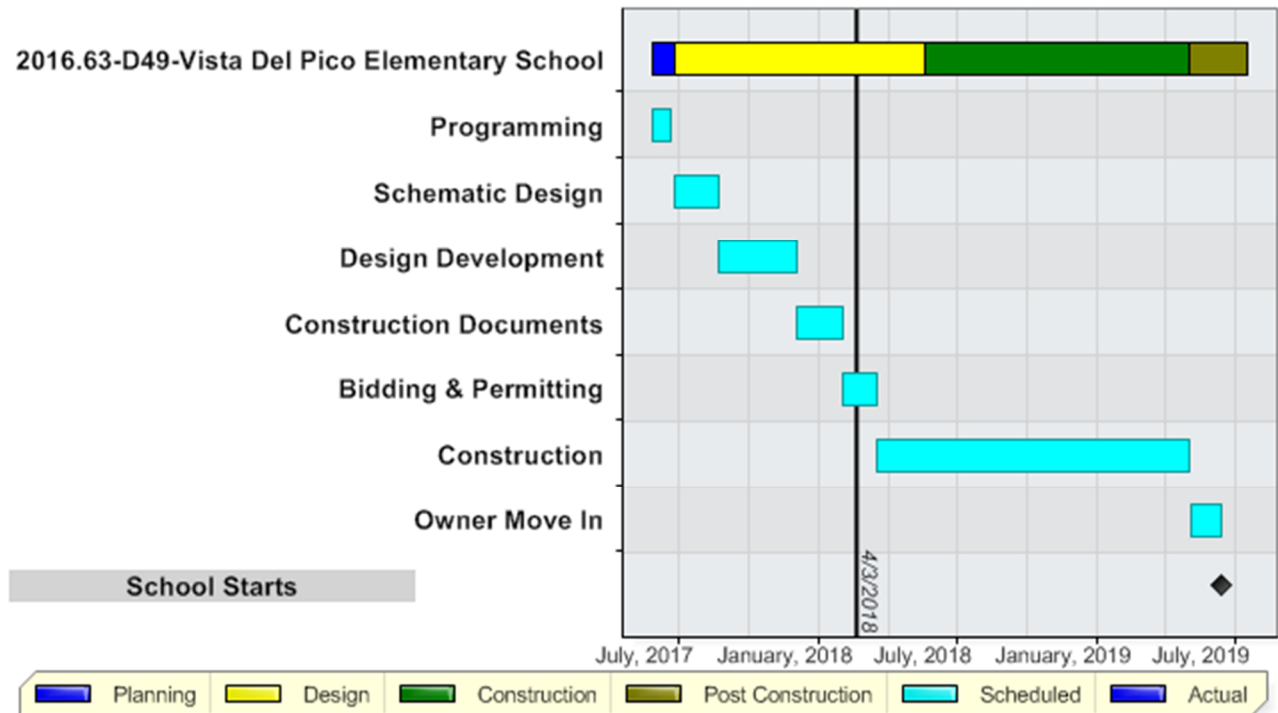 2016.63-D49-Vista Del Pico Elementary School
Programming
Schematic Design
Design Development
Construction Documents
Bidding & Permitting
Construction
Owner Move In
School Starts
4/3/2018
July, 2017 January, 2018 July, 2018 January, 2019 July, 2019
Planning Design Construction Post Construction Scheduled Actual